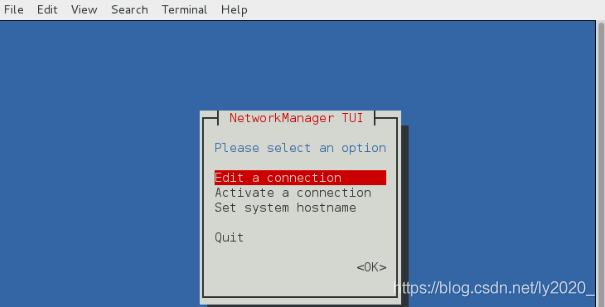 File Edit View Search Terminal Help
NetworkManager TUI
Please select an option
Edit a connection
Activate a connection
Set system hostname
Quit
<OK>
https://blog.csdn.net/ly2020_